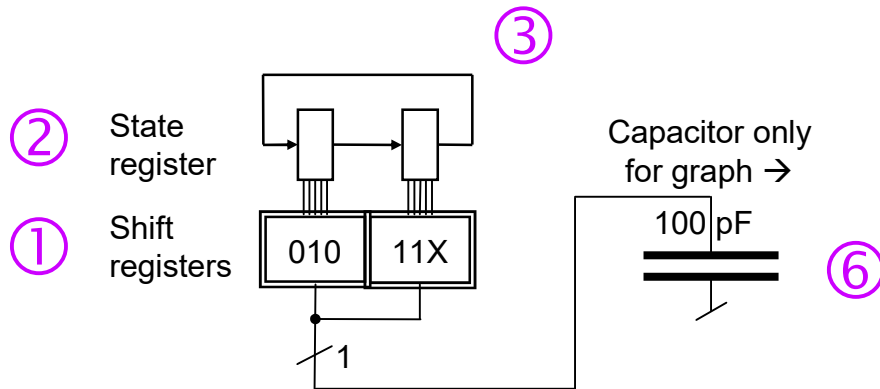 ③
② State
register
Capacitor only
for graph →
① Shift
registers
010 11X
100 pF
⑥
1